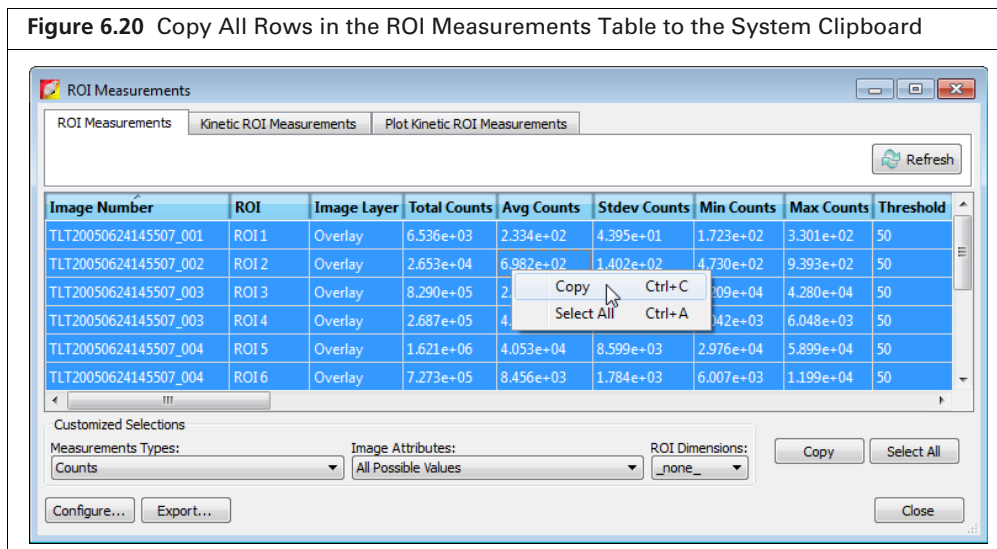 Figure 6.20 Copy All Rows in the ROI Measurements Table to the System Clipboard
ROI Measurements
ROI Measurements Kinetic ROI Measurements Plot Kinetic ROI Measurements
Refresh
Image Number ROI Image Layer Total Counts Avg Counts Stdev Counts Min Counts Max Counts Threshold
TLT20050624145507_001 ROI 1 Overlay 6.536e+03 2.334e+02 4.395e+01 1.723e+02 3.301e+02 50
TLT20050624145507_002 ROI 2 Overlay 2.653e+04 6.982e+02 1.402e+02 4.730e+02 9.393e+02 50
TLT20050624145507_003 ROI 3 Overlay 8.290e+05 2. 209e+04 4.280e+04 50
Copy Ctrl+C
TLT20050624145507_003 ROI 4 Overlay 2.687e+05 4. 042e+03 6.048e+03 50
Select All Ctrl+A
TLT20050624145507_004 ROI 5 Overlay 1.621e+06 4.053e+04 8.599e+03 2.976e+04 5.899e+04 50
TLT20050624145507_004 ROI 6 Overlay 7.273e+05 8.456e+03 1.784e+03 6.007e+03 1.199e+04 50
Customized Selections
Measurements Types: Image Attributes: ROI Dimensions:
Counts All Possible Values _none_ Copy Select All
Configure... Export... Close